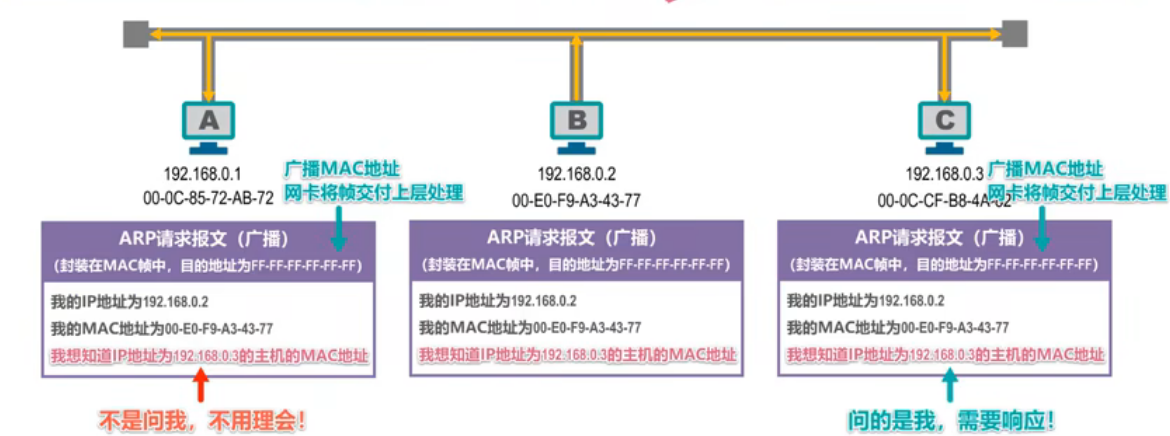 A
B
C
192.168.0.1
00-0C-85-72-AB-72
广播MAC地址
网卡将帧交付上层处理
192.168.0.2
00-E0-F9-A3-43-77
192.168.0.3
广播MAC地址
00-0C-CF-B8-4A-82
网卡将帧交付上层处理
ARP请求报文（广播）
（封装在MAC帧中，目的地址为FF-FF-FF-FF-FF-FF）
我的IP地址为192.168.0.2
我的MAC地址为00-E0-F9-A3-43-77
我想知道IP地址为192.168.0.3的主机的MAC地址
ARP请求报文（广播）
（封装在MAC帧中，目的地址为FF-FF-FF-FF-FF-FF）
我的IP地址为192.168.0.2
我的MAC地址为00-E0-F9-A3-43-77
我想知道IP地址为192.168.0.3的主机的MAC地址
ARP请求报文（广播）
（封装在MAC帧中，目的地址为FF-FF-FF-FF-FF-FF）
我的IP地址为192.168.0.2
我的MAC地址为00-E0-F9-A3-43-77
我想知道IP地址为192.168.0.3的主机的MAC地址
不是问我，不用理会！
问的是我，需要响应！